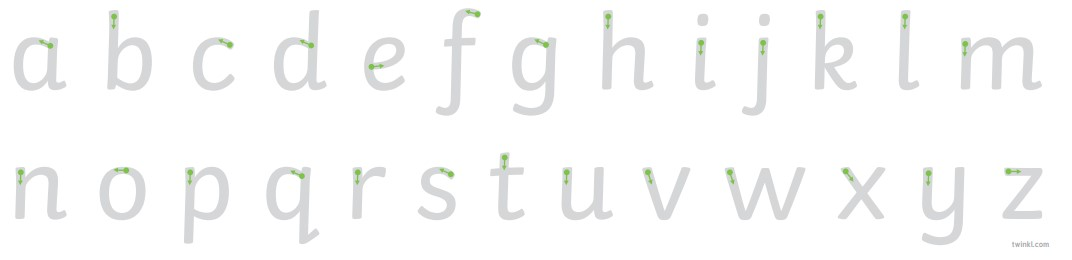 a b c d e f g h i j k l m
n o p q r s t u v w x y z
twinkl.com